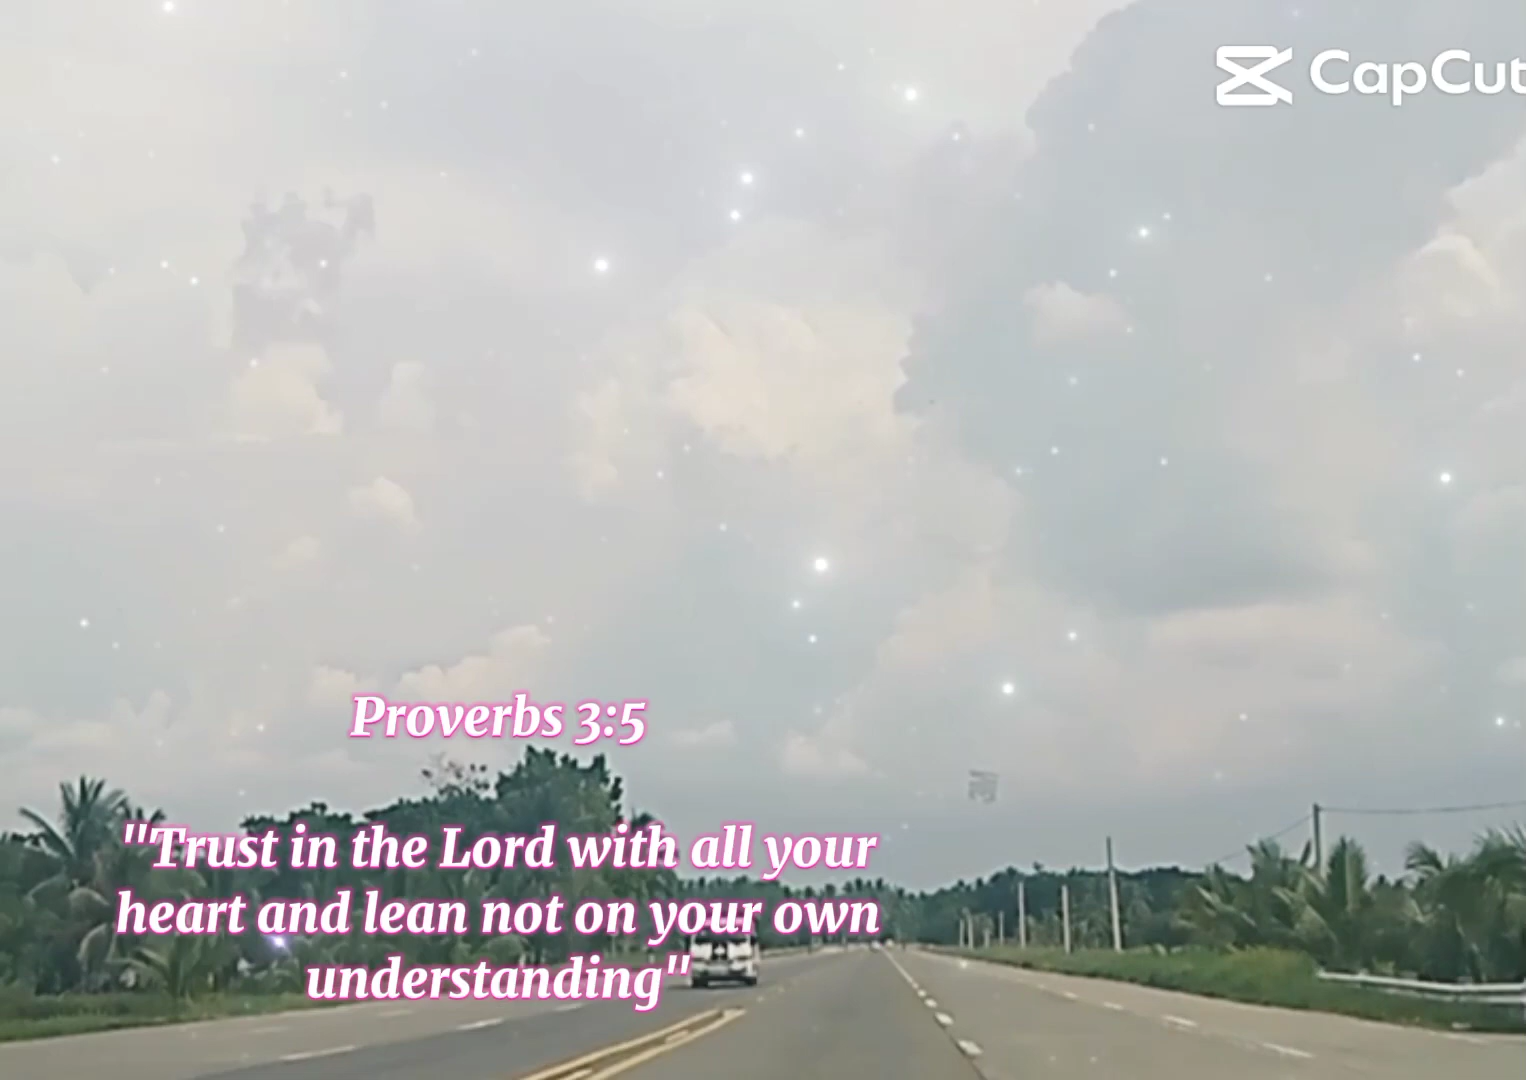 CapCut
Proverbs 3:5
"Trust in the Lord with all your
heart and lean not on your own
understanding"